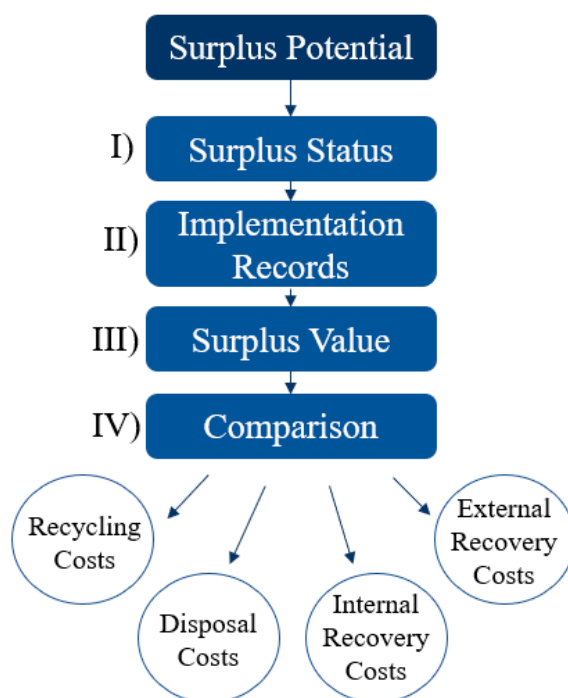 Surplus Potential
I) Surplus Status
II) Implementation
Records
III) Surplus Value
IV) Comparison
Recycling
Costs
Disposal
Costs
Internal
Recovery
Costs
External
Recovery
Costs